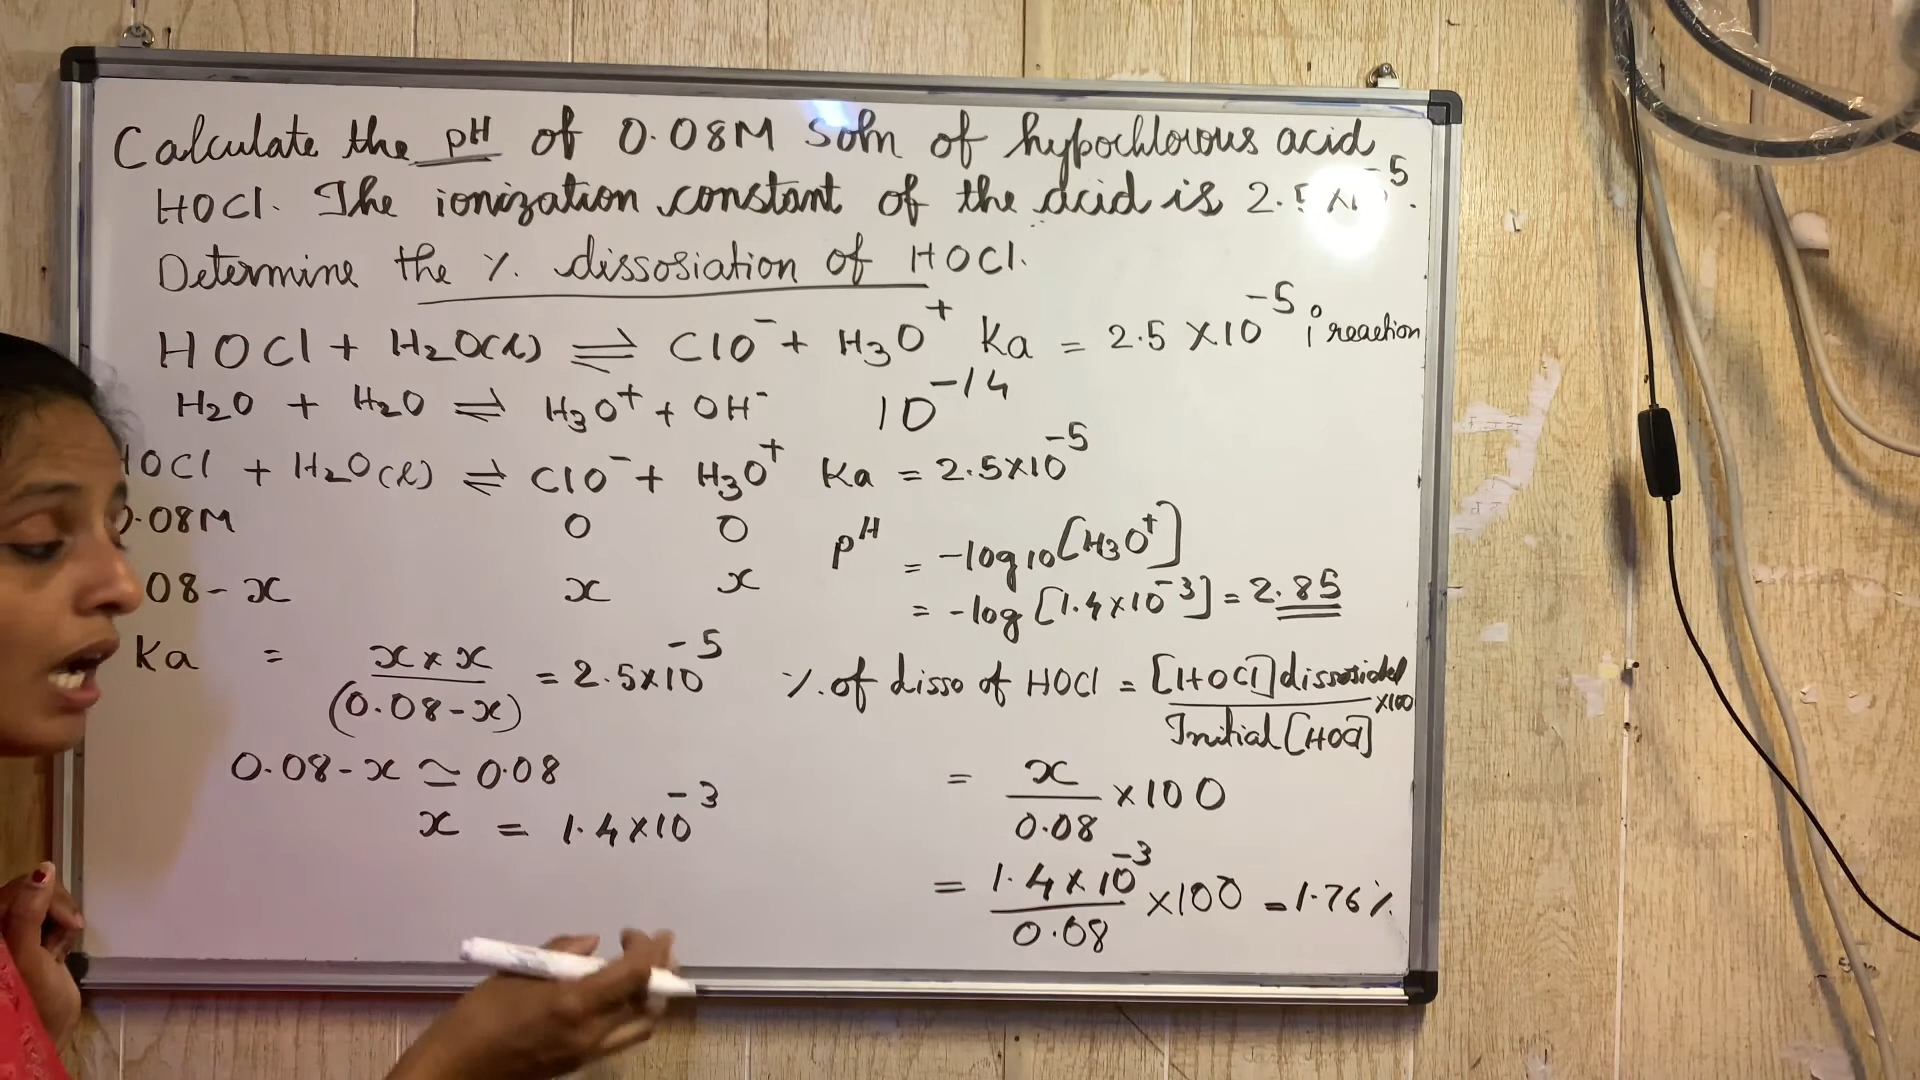 Calculate the pH of 0.08M soln of hypochlorous acid
HOCl. The ionization constant of the acid is 2.5 x10⁻⁵.
Determine the %. dissosiation of HOCl.
HOCl + H₂O(l) ⇌ ClO⁻ + H₃O⁺ Ka = 2.5 ×10⁻⁵ i reaction
H₂O + H₂O ⇌ H₃O⁺ + OH⁻ 10⁻¹⁴
HOCl + H₂O(l) ⇌ ClO⁻ + H₃O⁺ Ka = 2.5×10⁻⁵
0.08M 0 0
08-x x x
pH = -log10[H₃O⁺]
= -log [1.4×10⁻³] = 2.85
Ka = x × x / (0.08-x) = 2.5×10⁻⁵
0.08-x ≃ 0.08
x = 1.4×10⁻³
%. of disso of HOCl = [HOCl] / Initial [HOCl] ×100
= x / 0.08 ×100
= 1.4×10⁻³ / 0.08 ×100 = 1.76%